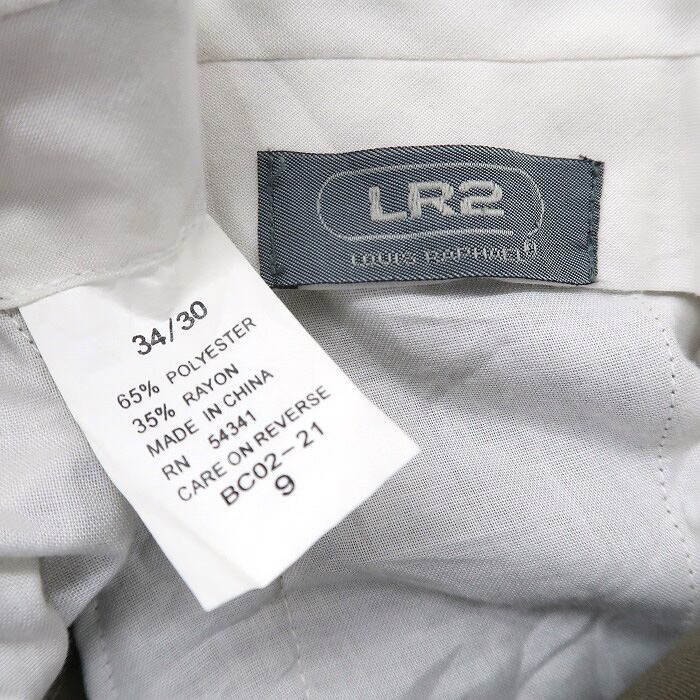 LR2
LOUIS RAPHAEL
34/30
65% POLYESTER
35% RAYON
MADE IN CHINA
RN 54341
CARE ON REVERSE
BC02-21
9